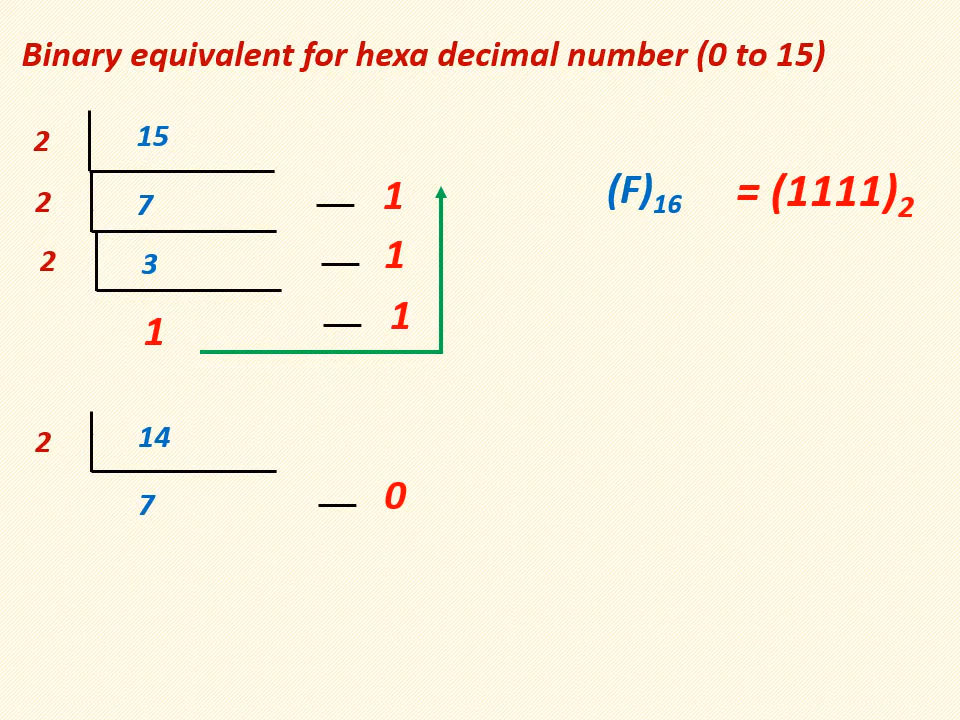 Binary equivalent for hexa decimal number (0 to 15)
2 15
2 7 — 1
2 3 — 1
1 — 1
(F)16 = (1111)2
2 14
7 — 0